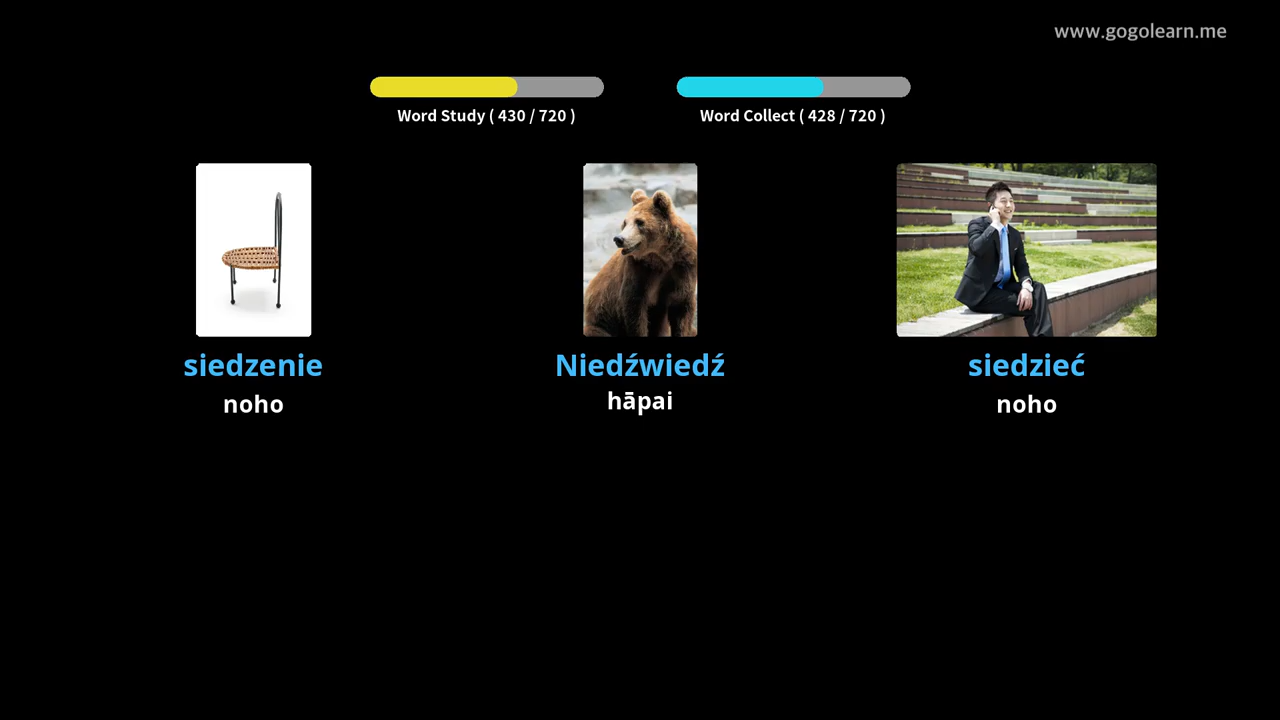 www.gogolearn.me
Word Study ( 430 / 720 )
Word Collect ( 428 / 720 )
siedzenie
noho
Niedźwiedź
hāpai
siedzieć
noho